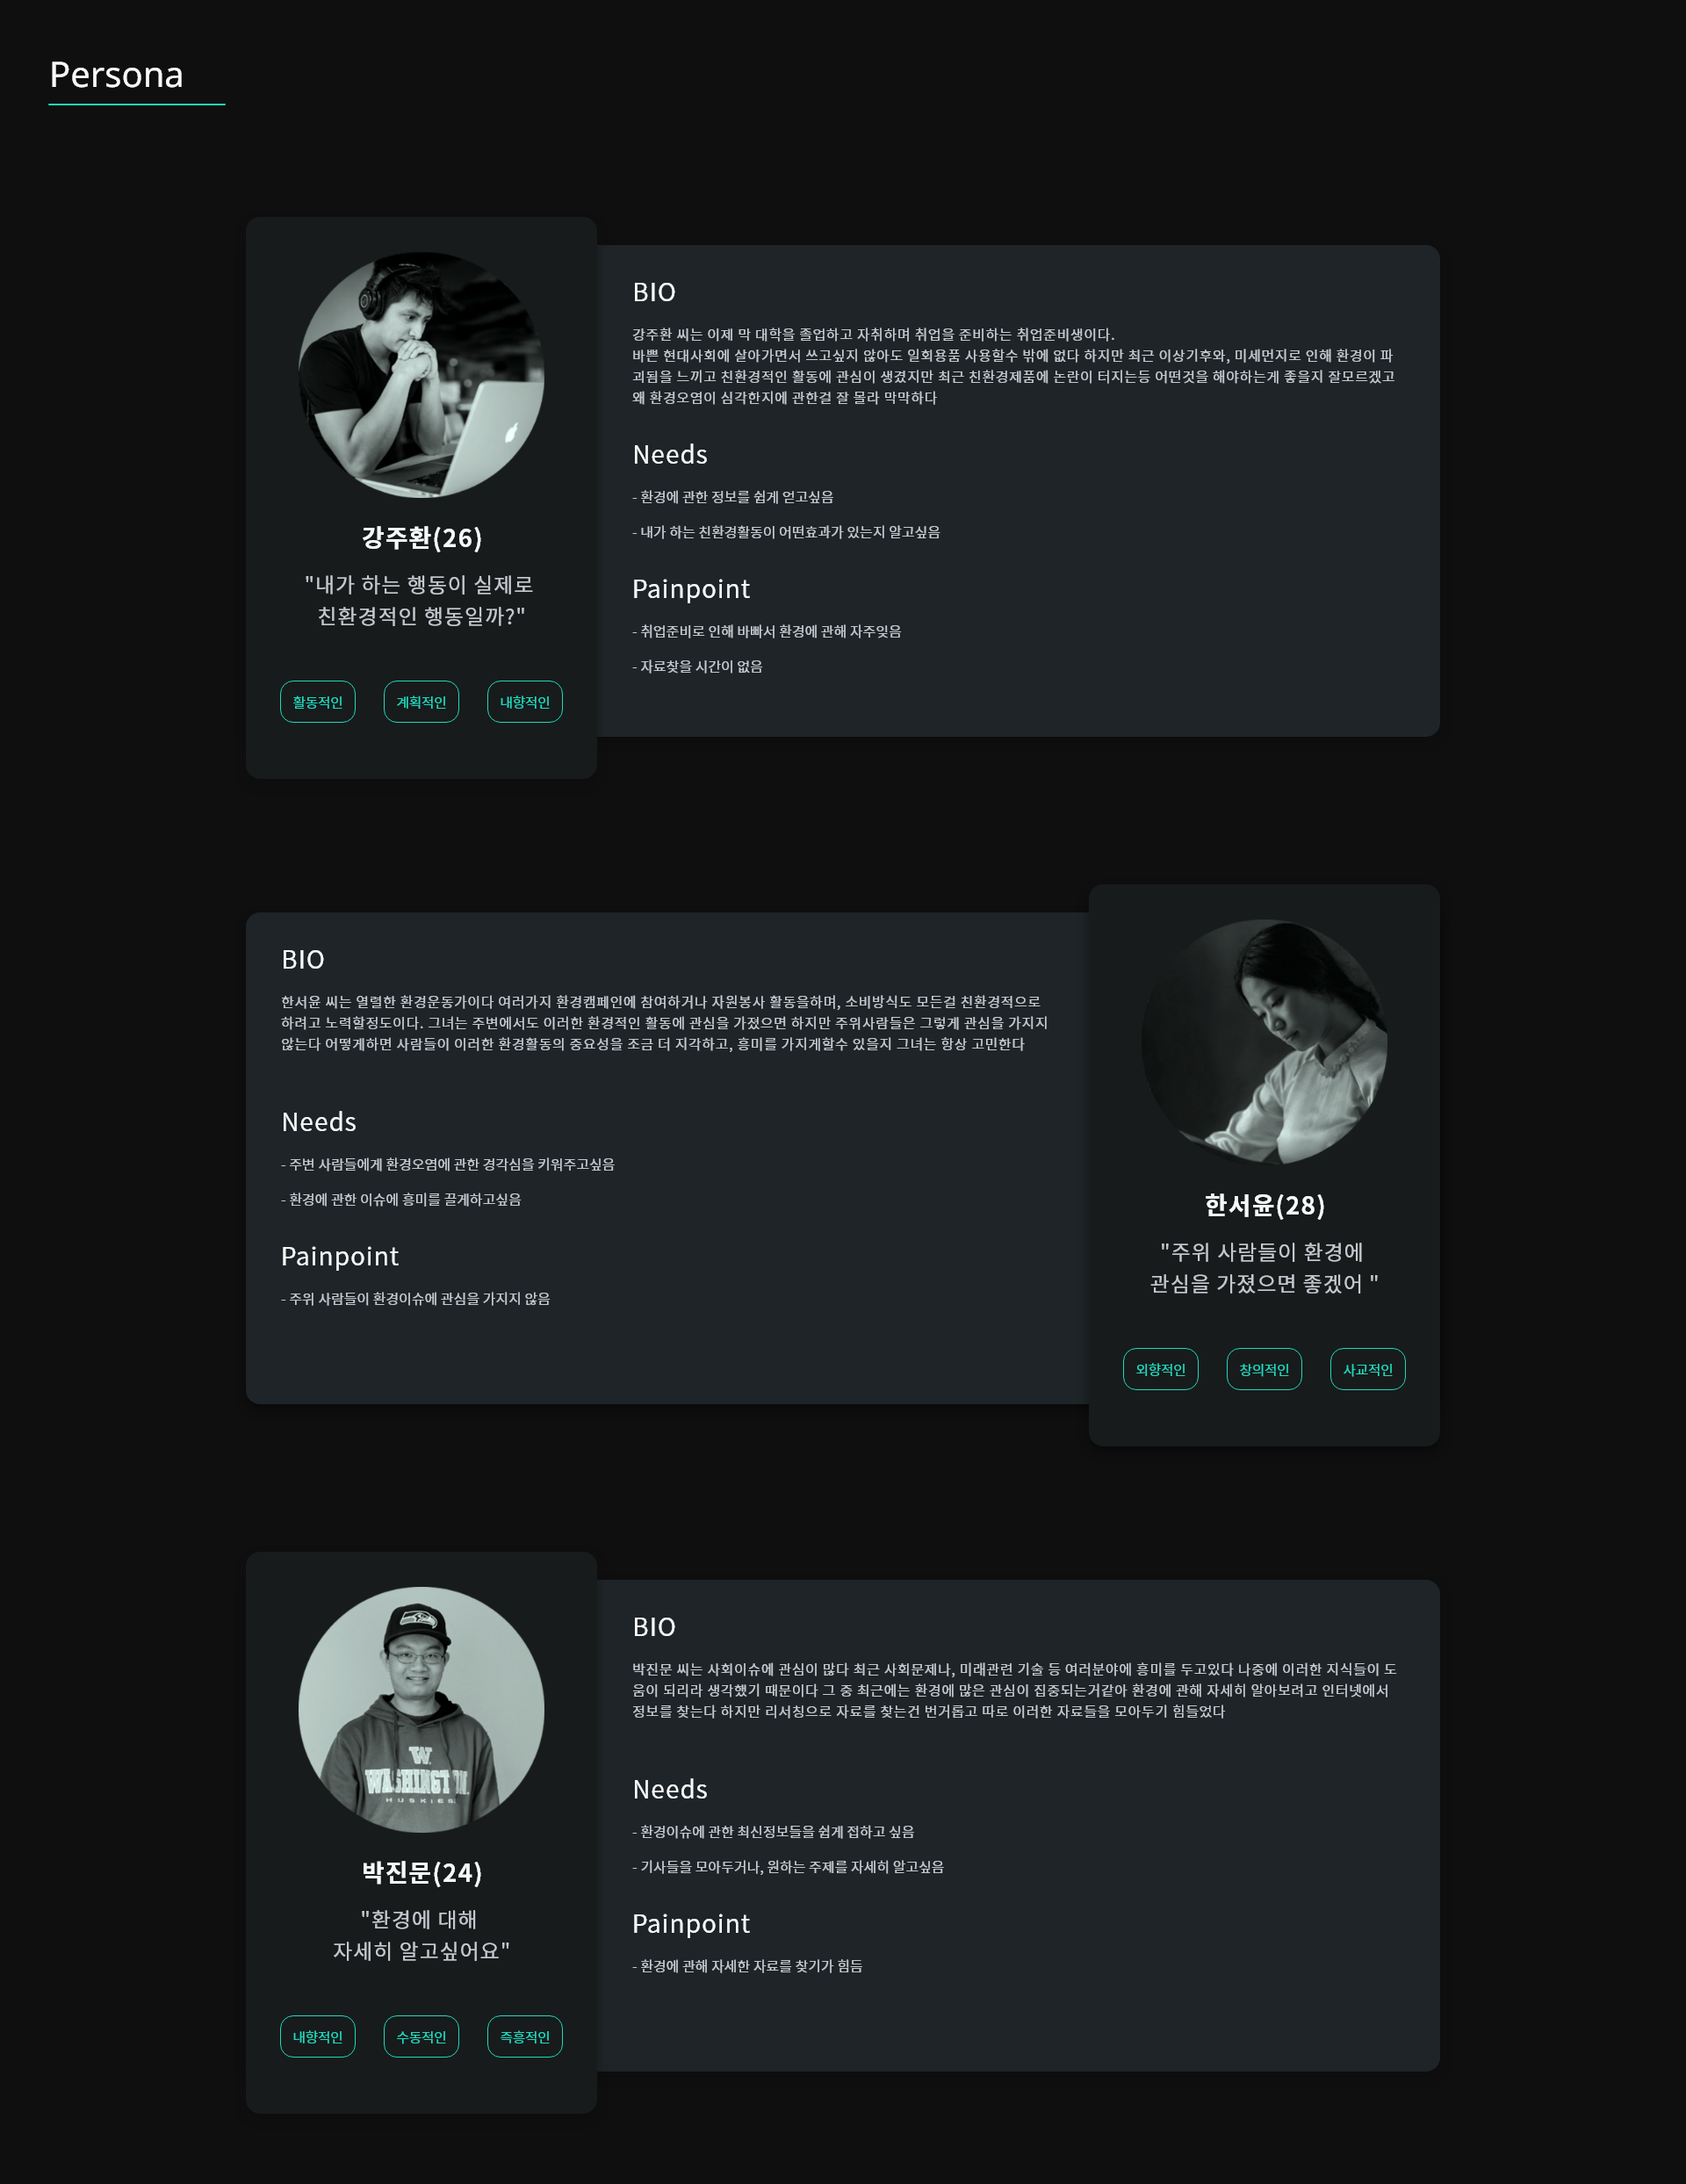 Persona
강주환(26)
"내가 하는 행동이 실제로
친환경적인 행동일까?"
활동적인 계획적인 내향적인
BIO
강주환 씨는 이제 막 대학을 졸업하고 자취하며 취업을 준비하는 취업준비생이다.
바쁜 현대사회에 살아가면서 쓰고싶지 않아도 일회용품 사용할수 밖에 없다 하지만 최근 이상기후와, 미세먼지로 인해 환경이 파
괴됨을 느끼고 친환경적인 활동에 관심이 생겼지만 최근 친환경제품에 논란이 터지는등 어떤것을 해야하는게 좋을지 잘모르겠고
왜 환경오염이 심각한지에 관한걸 잘 몰라 막막하다
Needs
- 환경에 관한 정보를 쉽게 얻고싶음
- 내가 하는 친환경활동이 어떤효과가 있는지 알고싶음
Painpoint
- 취업준비로 인해 바빠서 환경에 관해 자주잊음
- 자료찾을 시간이 없음
BIO
한서윤 씨는 열렬한 환경운동가이다 여러가지 환경캠페인에 참여하거나 자원봉사 활동을하며, 소비방식도 모든걸 친환경적으로
하려고 노력할정도이다. 그녀는 주변에서도 이러한 환경적인 활동에 관심을 가졌으면 하지만 주위사람들은 그렇게 관심을 가지지
않는다 어떻게하면 사람들이 이러한 환경활동의 중요성을 조금 더 지각하고, 흥미를 가지게할수 있을지 그녀는 항상 고민한다
Needs
- 주변 사람들에게 환경오염에 관한 경각심을 키워주고싶음
- 환경에 관한 이슈에 흥미를 끌게하고싶음
Painpoint
- 주위 사람들이 환경이슈에 관심을 가지지 않음
한서윤(28)
"주위 사람들이 환경에
관심을 가졌으면 좋겠어 "
외향적인 창의적인 사교적인
W
WASHINGTON
HUSKIES
박진문(24)
"환경에 대해
자세히 알고싶어요"
내향적인 수동적인 즉흥적인
BIO
박진문 씨는 사회이슈에 관심이 많다 최근 사회문제나, 미래관련 기술 등 여러분야에 흥미를 두고있다 나중에 이러한 지식들이 도
움이 되리라 생각했기 때문이다 그 중 최근에는 환경에 많은 관심이 집중되는거같아 환경에 관해 자세히 알아보려고 인터넷에서
정보를 찾는다 하지만 리서칭으로 자료를 찾는건 번거롭고 따로 이러한 자료들을 모아두기 힘들었다
Needs
- 환경이슈에 관한 최신정보들을 쉽게 접하고 싶음
- 기사들을 모아두거나, 원하는 주제를 자세히 알고싶음
Painpoint
- 환경에 관해 자세한 자료를 찾기가 힘듬